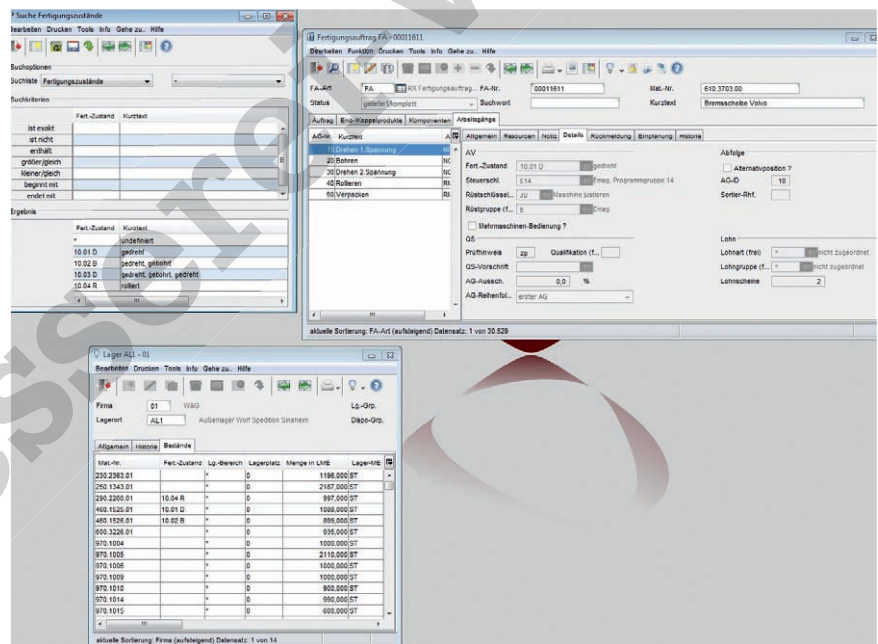 * Suche Fertigungszustände
Bearbeiten Drucken Tools Info Gehe zu.. Hilfe
Suchoptionen
Suchliste Fertigungszustände
Suchkriterien
Fert.-Zustand Kurztext
ist exakt
ist nicht
enthält
größer/gleich
kleiner/gleich
beginnt mit
endet mit
Ergebnis
Fert.-Zustand Kurztext
* undefiniert
10.01 D gedreht
10.02 B gedreht, gebohrt
10.03 D gedreht, gebohrt, gedreht
10.04 R rolliert
Fertigungsauftrag FA - 00011611
Bearbeiten Funktion Drucken Tools Info Gehe zu.. Hilfe
FA-Art FA RX Fertigungsauftrag... FA-Nr. 00011611 Mat.-Nr. 610.3703.00
Status geliefert/komplett Suchwort Kurztext Bremsscheibe Volvo
Auftrag End-/Koppelprodukte Komponenten Arbeitsgänge
AG-Nr. Kurztext
10 Drehen 1.Spannung
20 Bohren
30 Drehen 2.Spannung
40 Rollieren
50 Verpacken
Allgemein Resourcen Notiz Details Rückmeldung Einplanung Historie
AV Abfolge
Fert.-Zustand 10.01 D gedreht Alternativposition ?
Steuerschl. E14 Emag, Programmgruppe 14 AG-ID 10
Rüstschlüssel... JU Maschine justieren Sortier-Rhf.
Rüstgruppe (f... E Emag
Mehrmaschinen-Bedienung ?
QS Lohn
Prüfhinweis zp Qualifikation (f... Lohnart (frei) * nicht zugeordnet
QS-Vorschrift Lohngruppe (f... * nicht zugeordnet
AG-Aussch. 0,0 % Lohnscheine 2
AG-Reihenful... erster AG
aktuelle Sortierung: FA-Art (aufsteigend) Datensatz: 1 von 30.529
Lager AL1 - 01
Bearbeiten Drucken Tools Info Gehe zu.. Hilfe
Firma 01 W&G Lg.-Grp.
Lagerort AL1 Außenlager Wolf Spedition Sinsheim Dispo-Grp.
Allgemein Historie Bestände
Mat.-Nr. Fert.-Zustand Lg.-Bereich Lagerplatz Menge in LME Lager-ME
230.2363.01 * 0 1196,000 ST
250.1343.01 * 0 2187,000 ST
290.2260.01 10.04 R * 0 997,000 ST
460.1525.01 10.01 D * 0 1088,000 ST
460.1526.01 10.02 B * 0 899,000 ST
600.3226.01 * 0 935,000 ST
970.1004 * 0 1000,000 ST
970.1005 * 0 2110,000 ST
970.1006 * 0 1000,000 ST
970.1009 * 0 1000,000 ST
970.1010 * 0 900,000 ST
970.1014 * 0 990,000 ST
970.1015 * 0 600,000 ST
aktuelle Sortierung: Firma (aufsteigend) Datensatz: 1 von 14